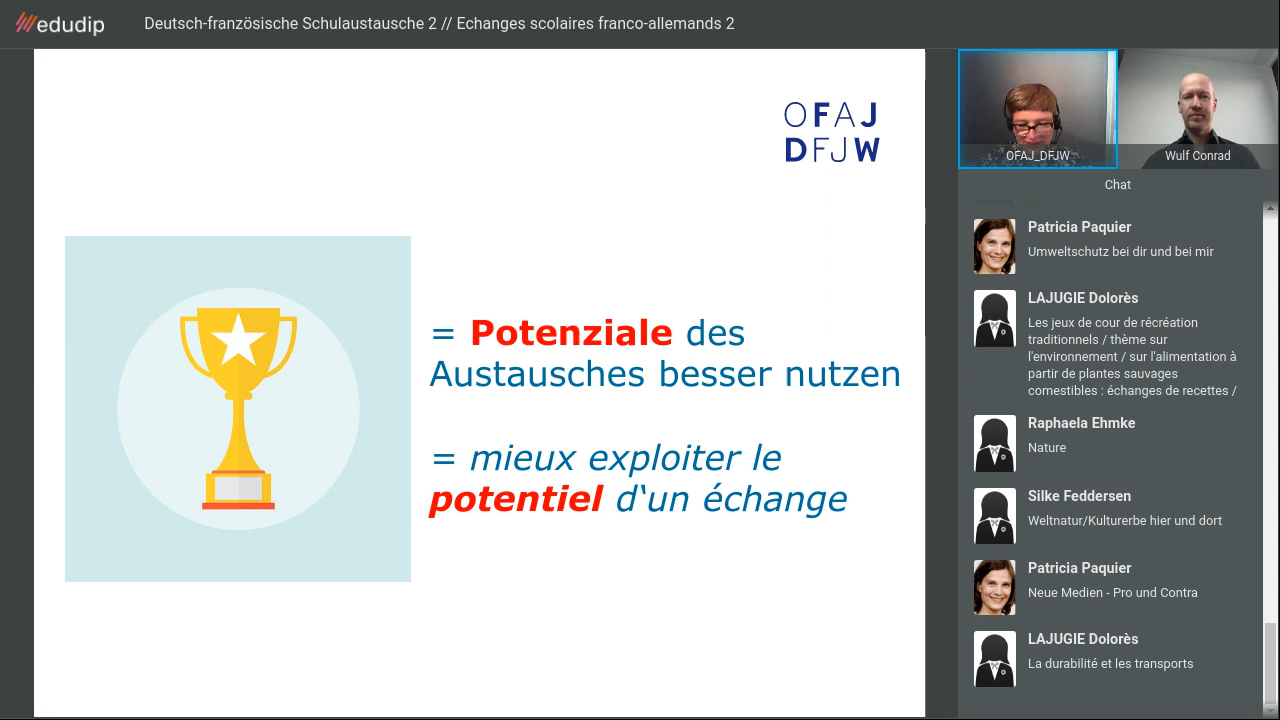 edudip
Deutsch-französische Schulaustausche 2 // Echanges scolaires franco-allemands 2
OFAJ
DFJW
= Potenziale des
Austausches besser nutzen
= mieux exploiter le
potentiel d‘un échange
OFAJ_DFJW
Wulf Conrad
Chat
Patricia Paquier
Umweltschutz bei dir und bei mir
LAJUGIE Dolorès
Les jeux de cour de récréation
traditionnels / thème sur
l'environnement / sur l'alimentation à
partir de plantes sauvages
comestibles : échanges de recettes /
Raphaela Ehmke
Nature
Silke Feddersen
Weltnatur/Kulturerbe hier und dort
Patricia Paquier
Neue Medien - Pro und Contra
LAJUGIE Dolorès
La durabilité et les transports